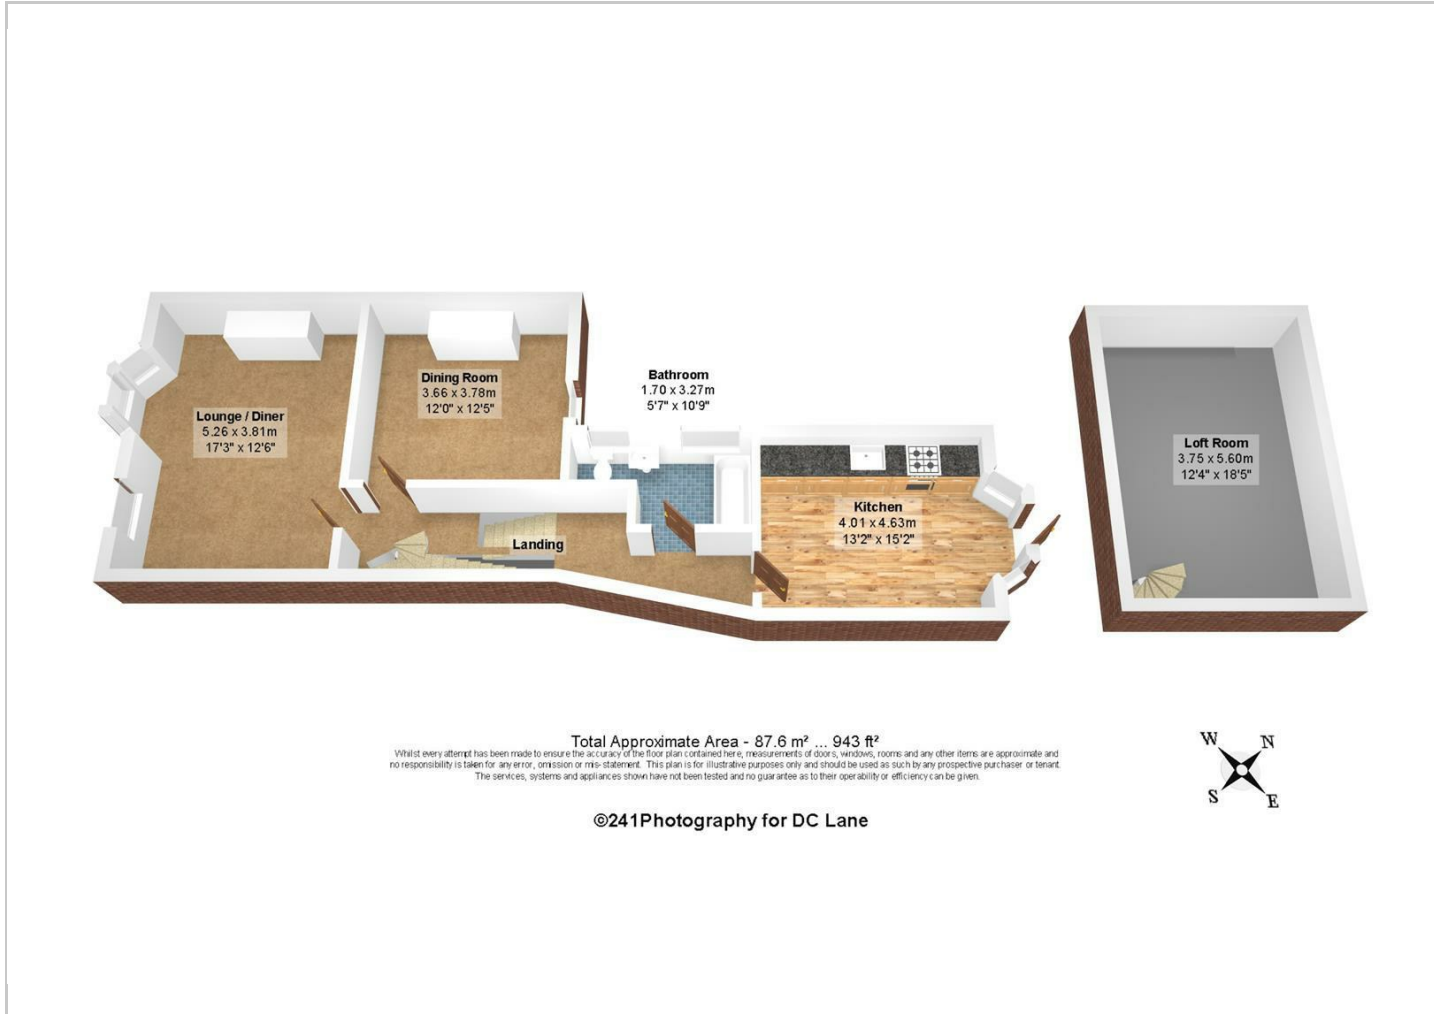 Bathroom
1.70 x 3.27m
5'7" x 10'9"
Dining Room
3.66 x 3.78m
12'0" x 12'5"
Lounge / Diner
5.26 x 3.81m
17'3" x 12'6"
Loft Room
3.75 x 5.60m
12'4" x 18'5"
Kitchen
4.01 x 4.63m
13'2" x 15'2"
Landing
Total Approximate Area - 87.6 m² ... 943 ft²
Whilst every attempt has been made to ensure the accuracy of the floor plan contained here, measurements of doors, windows, rooms and any other items are approximate and
no responsibility is taken for any error, omission or mis-statement. This plan is for illustrative purposes only and should be used as such by any prospective purchaser or tenant.
The services, systems and appliances shown have not been tested and no guarantee as to their operability or efficiency can be given.
©241Photography for DC Lane
W N
S E